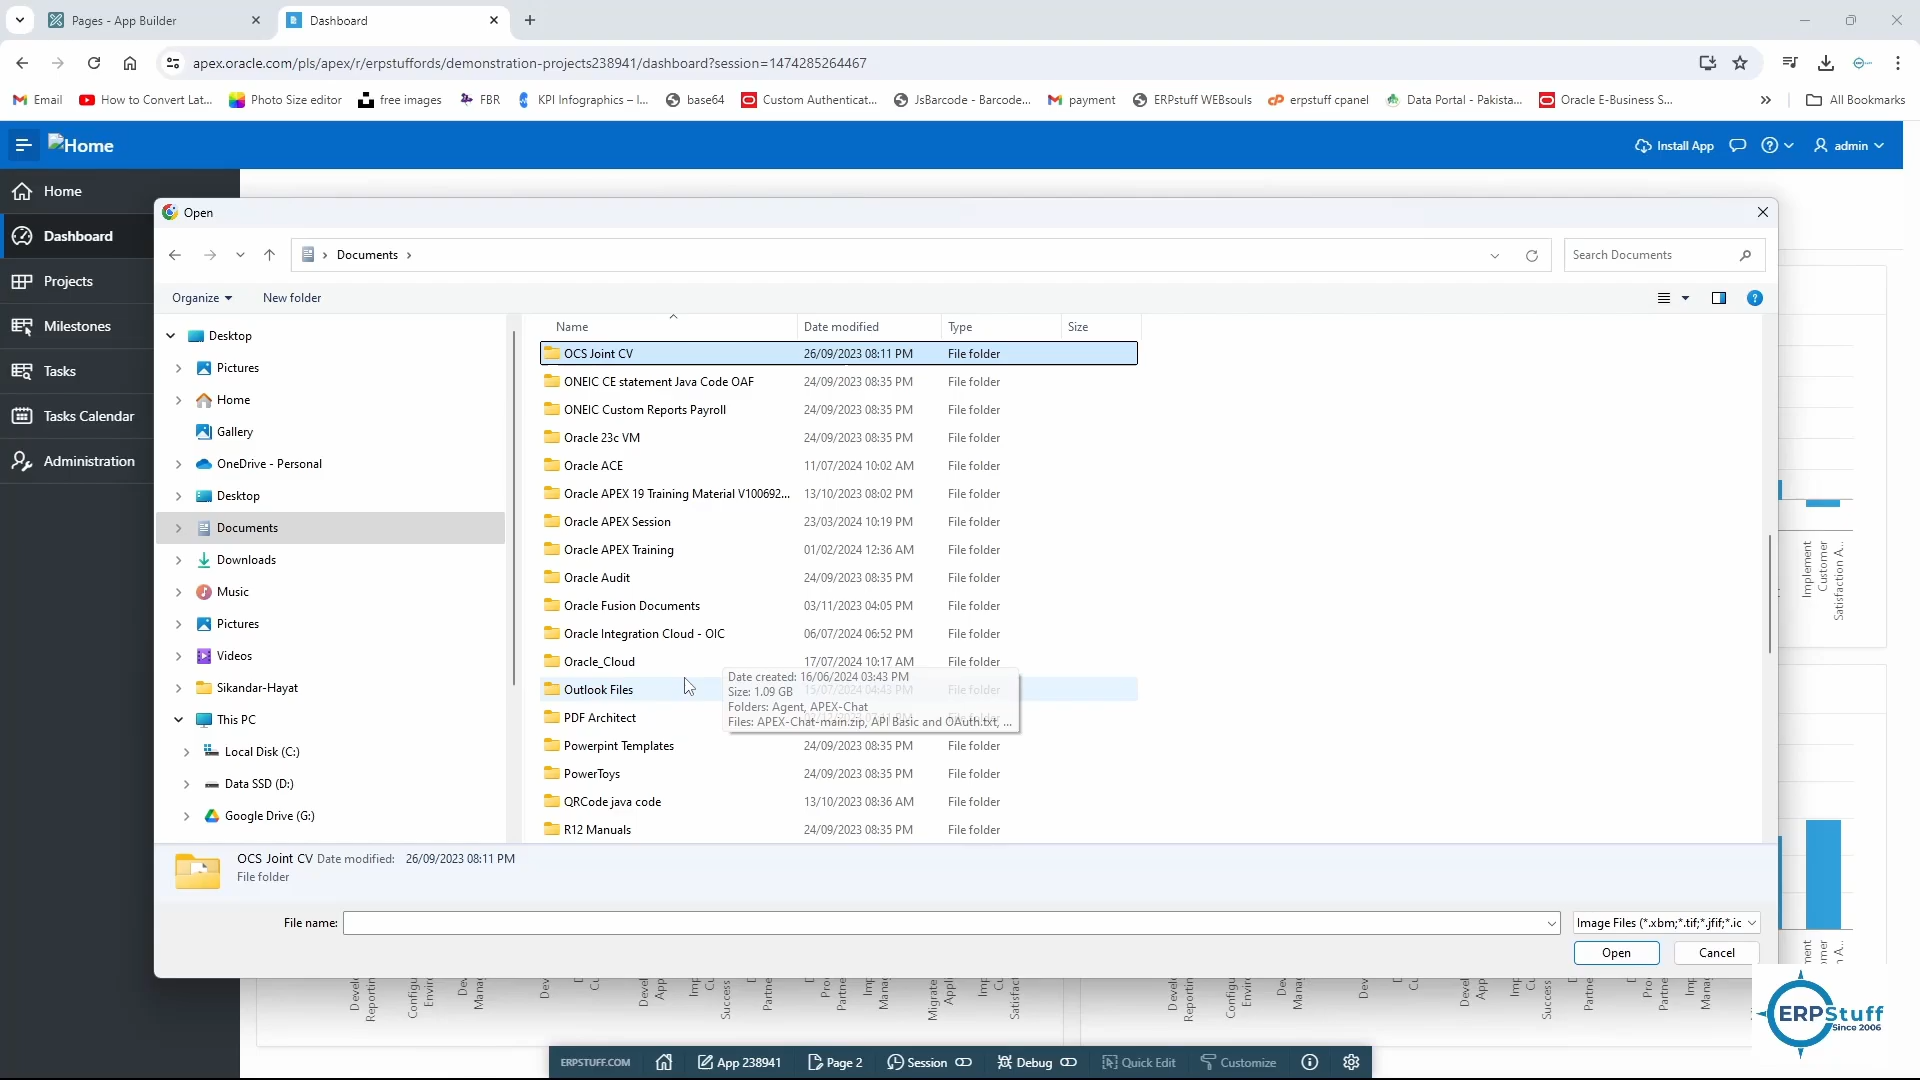 Pages - App Builder
Dashboard
apex.oracle.com/pls/apex/r/erpstuffords/demonstration-projects238941/dashboard?session=1474285264467
Email
How to Convert Lat...
Photo Size editor
free images
FBR
KPI Infographics – I...
base64
Custom Authenticat...
JsBarcode - Barcode...
payment
ERPstuff WEBsouls
erpstuff cpanel
Data Portal - Pakista...
Oracle E-Business S...
All Bookmarks
Home
Install App
admin
Home
Dashboard
Projects
Milestones
Tasks
Tasks Calendar
Administration
Open
Documents
Search Documents
Organize
New folder
Desktop
Pictures
Home
Gallery
OneDrive - Personal
Desktop
Documents
Downloads
Music
Pictures
Videos
Sikandar-Hayat
This PC
Local Disk (C:)
Data SSD (D:)
Google Drive (G:)
Name Date modified Type Size
OCS Joint CV 26/09/2023 08:11 PM File folder
ONEIC CE statement Java Code OAF 24/09/2023 08:35 PM File folder
ONEIC Custom Reports Payroll 24/09/2023 08:35 PM File folder
Oracle 23c VM 24/09/2023 08:35 PM File folder
Oracle ACE 11/07/2024 10:02 AM File folder
Oracle APEX 19 Training Material V100692... 13/10/2023 08:02 PM File folder
Oracle APEX Session 23/03/2024 10:19 PM File folder
Oracle APEX Training 01/02/2024 12:36 AM File folder
Oracle Audit 24/09/2023 08:35 PM File folder
Oracle Fusion Documents 03/11/2023 04:05 PM File folder
Oracle Integration Cloud - OIC 06/07/2024 06:52 PM File folder
Oracle_Cloud 17/07/2024 10:17 AM File folder
Outlook Files 15/07/2024 04:43 PM File folder
PDF Architect
Date created: 16/06/2024 03:43 PM
Size: 1.09 GB
Folders: Agent, APEX-Chat
Files: APEX-Chat-main.zip, API Basic and OAuth.txt, ...
Powerpint Templates 24/09/2023 08:35 PM File folder
PowerToys 24/09/2023 08:35 PM File folder
QRCode java code 13/10/2023 08:36 AM File folder
R12 Manuals 24/09/2023 08:35 PM File folder
OCS Joint CV Date modified: 26/09/2023 08:11 PM
File folder
File name:
Image Files (*.xbm;*.tif;*.jfif;*.ic
Open
Cancel
Implement
Customer
Satisfaction A...
ERPStuff
Since 2006
ERPSTUFF.COM
App 238941
Page 2
Session
Debug
Quick Edit
Customize